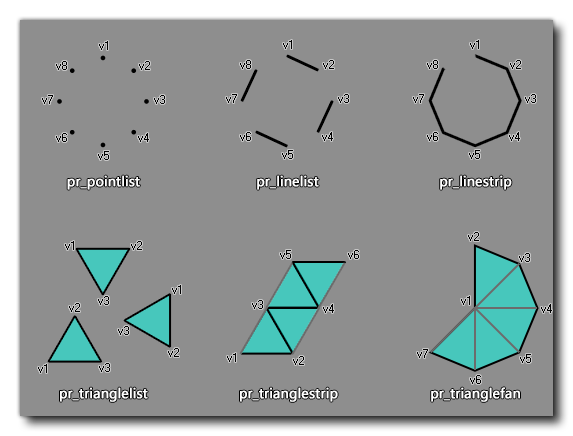 v1
v8 v2
v7 v3
v6 v4
v5
pr_pointlist
v1
v8 v2
v7 v3
v6 v4
v5
pr_linelist
v1
v8 v2
v7 v3
v6 v4
v5
pr_linestrip
v1 v2
v3
v1
v3
v2
v2
v1 v3
pr_trianglelist
v5 v6
v3 v4
v1 v2
pr_trianglestrip
v2
v3
v1 v4
v7 v5
v6
pr_trianglefan